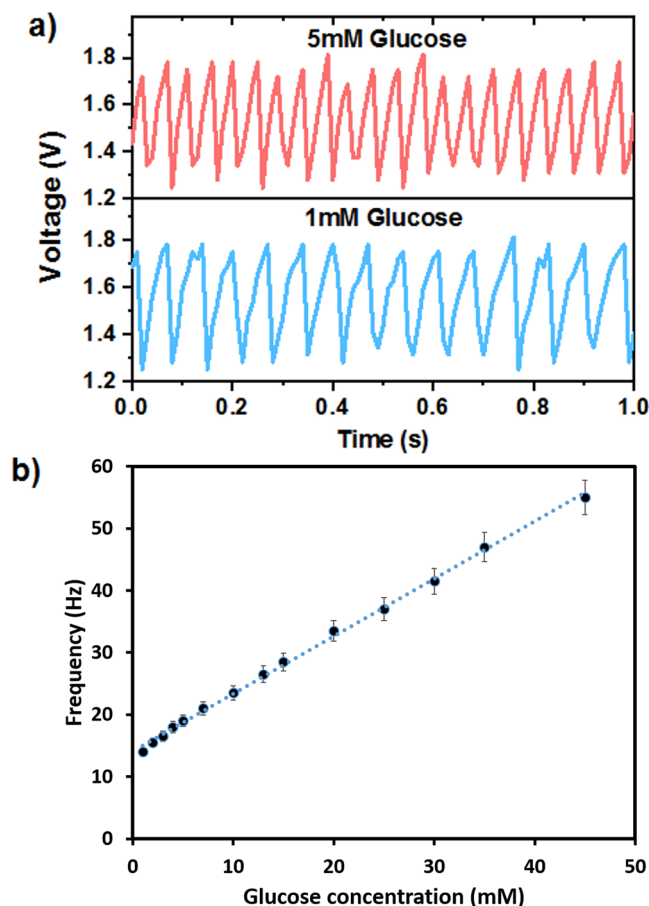 a)
5mM Glucose
1.8
1.6
1.4
1.2
1mM Glucose
1.8
1.6
1.4
1.2
Voltage (V)
0.0 0.2 0.4 0.6 0.8 1.0
Time (s)
b)
60
50
40
30
20
10
0
Frequency (Hz)
0 10 20 30 40 50
Glucose concentration (mM)